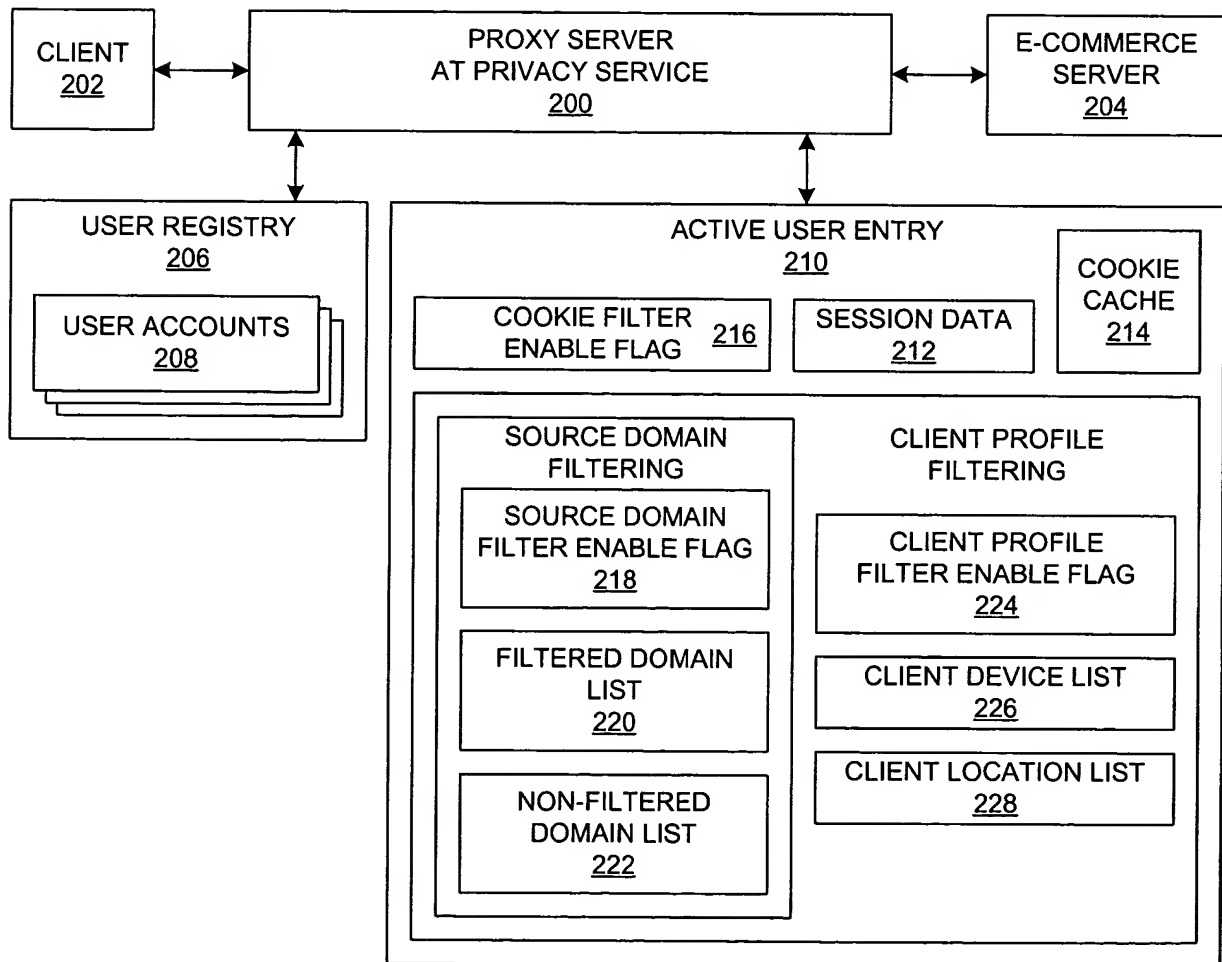 CLIENT
202
PROXY SERVER
AT PRIVACY SERVICE
200
E-COMMERCE
SERVER
204
USER REGISTRY
206
USER ACCOUNTS
208
ACTIVE USER ENTRY
210
COOKIE
CACHE
214
COOKIE FILTER
ENABLE FLAG
216
SESSION DATA
212
SOURCE DOMAIN
FILTERING
SOURCE DOMAIN
FILTER ENABLE FLAG
218
FILTERED DOMAIN
LIST
220
NON-FILTERED
DOMAIN LIST
222
CLIENT PROFILE
FILTERING
CLIENT PROFILE
FILTER ENABLE FLAG
224
CLIENT DEVICE LIST
226
CLIENT LOCATION LIST
228